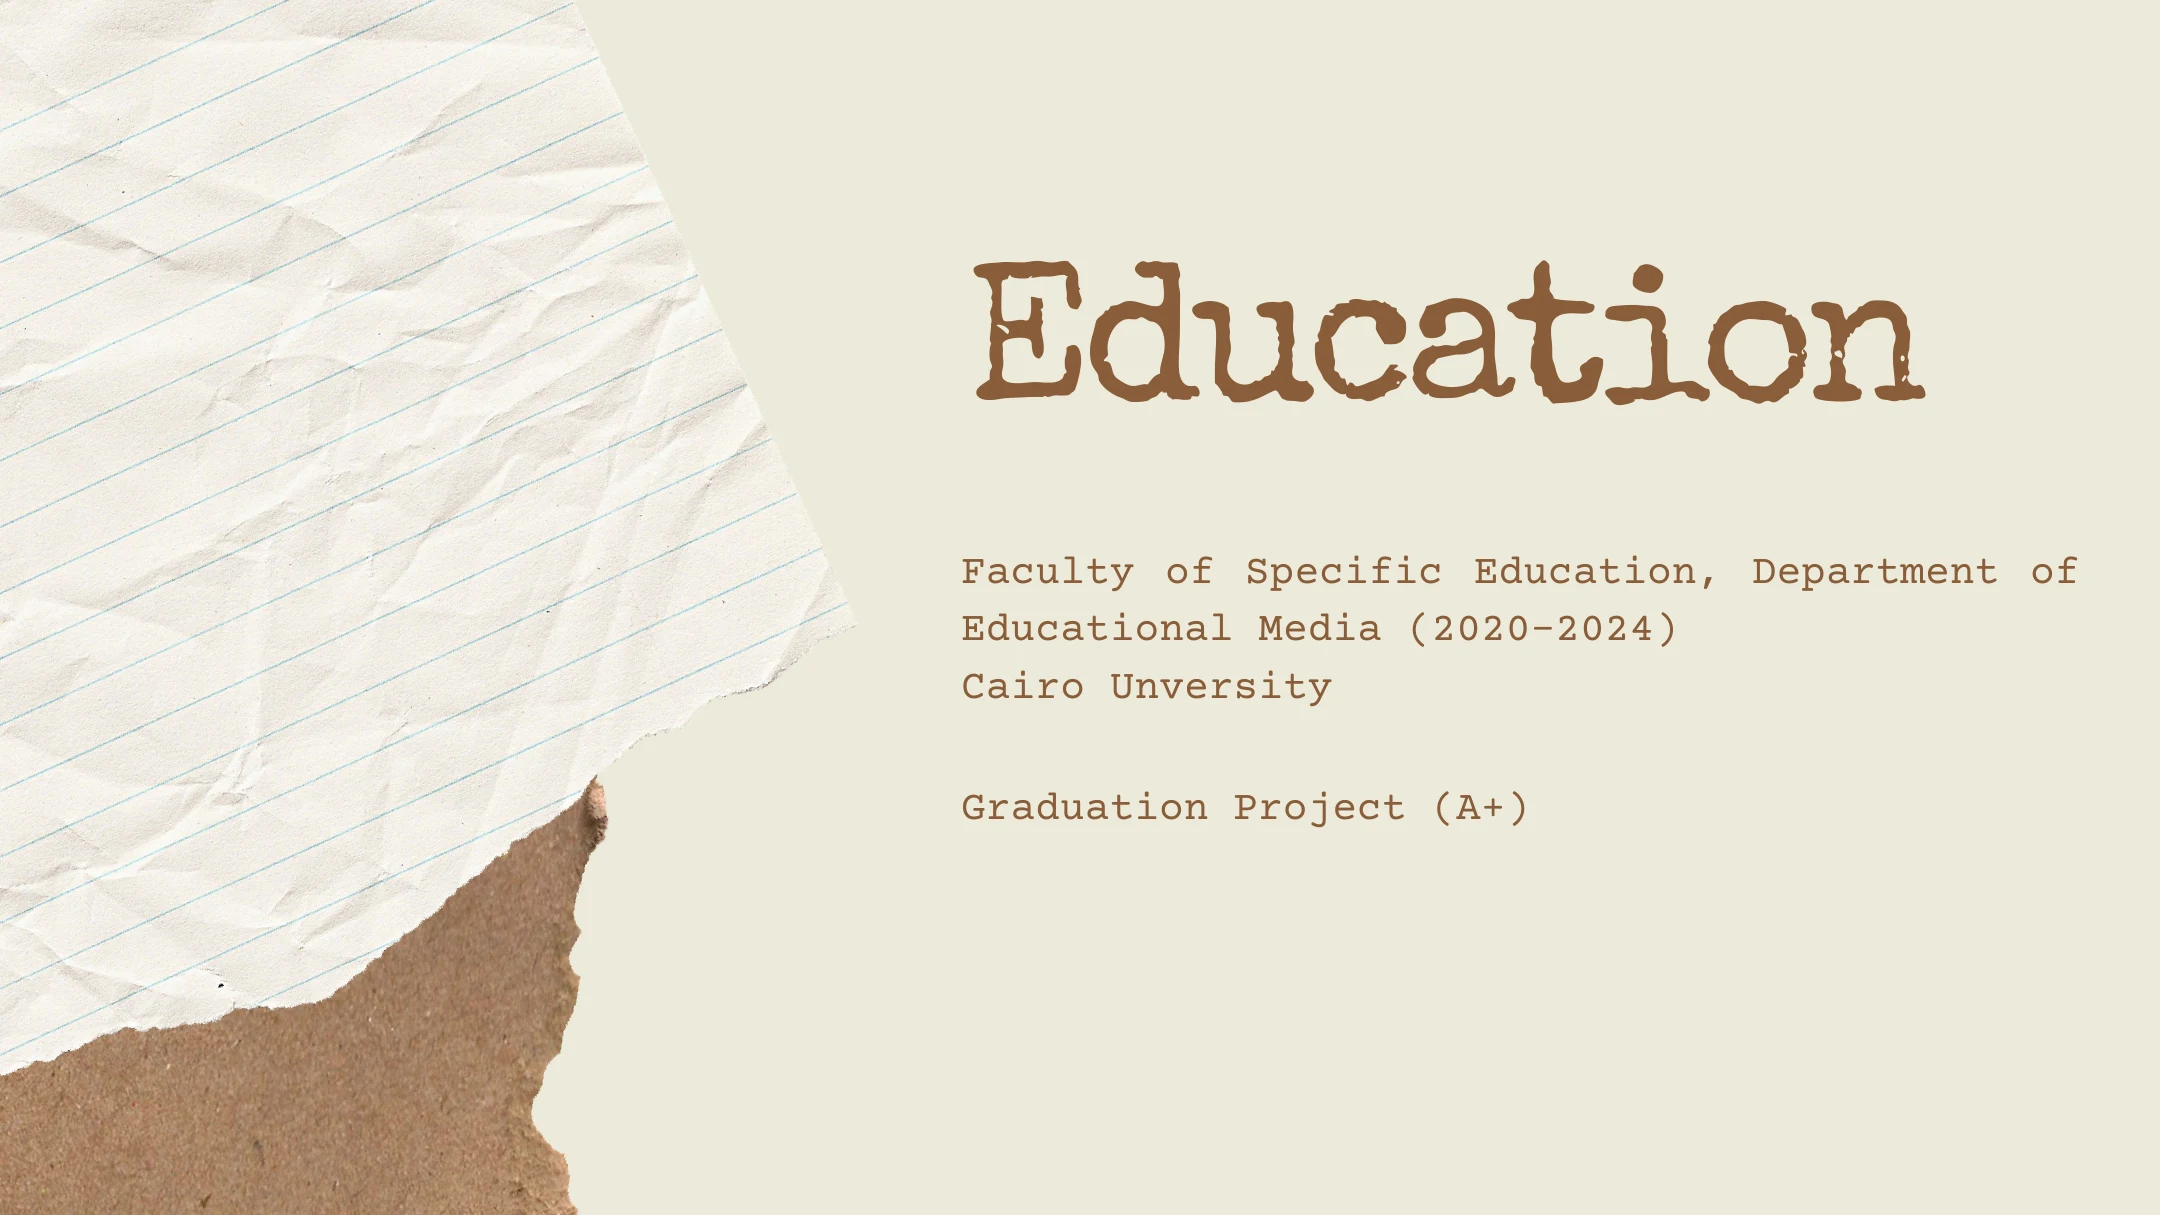 Education
Faculty of Specific Education, Department of
Educational Media (2020-2024)
Cairo Unversity
Graduation Project (A+)